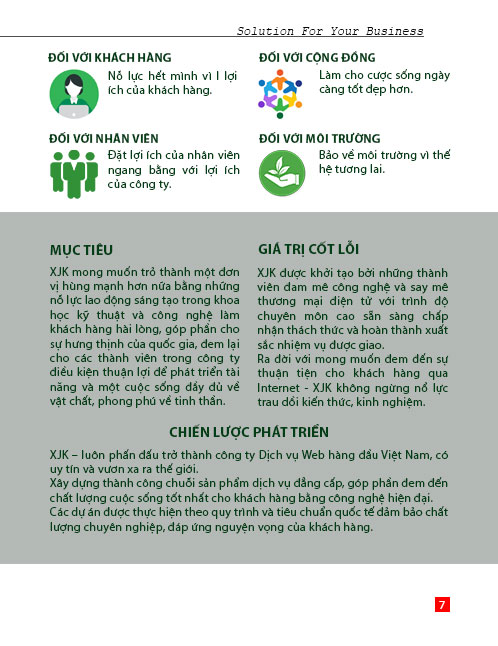 Solution For Your Business
ĐỐI VỚI KHÁCH HÀNG
Nỗ lực hết mình vì l lợi
ích của khách hàng.
ĐỐI VỚI CỘNG ĐỒNG
Làm cho cược sống ngày
càng tốt đẹp hơn.
ĐỐI VỚI NHÂN VIÊN
Đặt lợi ích của nhân viên
ngang bằng với lợi ích
của công ty.
ĐỐI VỚI MÔI TRƯỜNG
Bảo về môi trường vì thế
hệ tương lai.
MỤC TIÊU
XJK mong muốn trở thành một đơn
vị hùng mạnh hơn nữa bằng những
nỗ lực lao động sáng tạo trong khoa
học kỹ thuật và công nghệ làm
khách hàng hài lòng, góp phần cho
sự hưng thịnh của quốc gia, đem lại
cho các thành viên trong công ty
điều kiện thuận lợi để phát triển tài
năng và một cuộc sống đầy đủ về
vật chất, phong phú về tinh thần.
GIÁ TRỊ CỐT LỖI
XJK được khởi tạo bởi những thành
viên đam mê công nghệ và say mê
thương mại điện tử với trình độ
chuyên môn cao sẵn sàng chấp
nhận thách thức và hoàn thành xuất
sắc nhiệm vụ được giao.
Ra đời với mong muốn đem đến sự
thuận tiện cho khách hàng qua
Internet - XJK không ngừng nổ lực
trau dồi kiến thức, kinh nghiệm.
CHIẾN LƯỢC PHÁT TRIỂN
XJK – luôn phấn đấu trở thành công ty Dịch vụ Web hàng đầu Việt Nam, có
uy tín và vươn xa ra thế giới.
Xây dựng thành công chuỗi sản phẩm dịch vụ đẳng cấp, góp phần đem đến
chất lượng cuộc sống tốt nhất cho khách hàng bằng công nghệ hiện đại.
Các dự án được thực hiện theo quy trình và tiêu chuẩn quốc tế đảm bảo chất
lượng chuyên nghiệp, đáp ứng nguyện vọng của khách hàng.
7